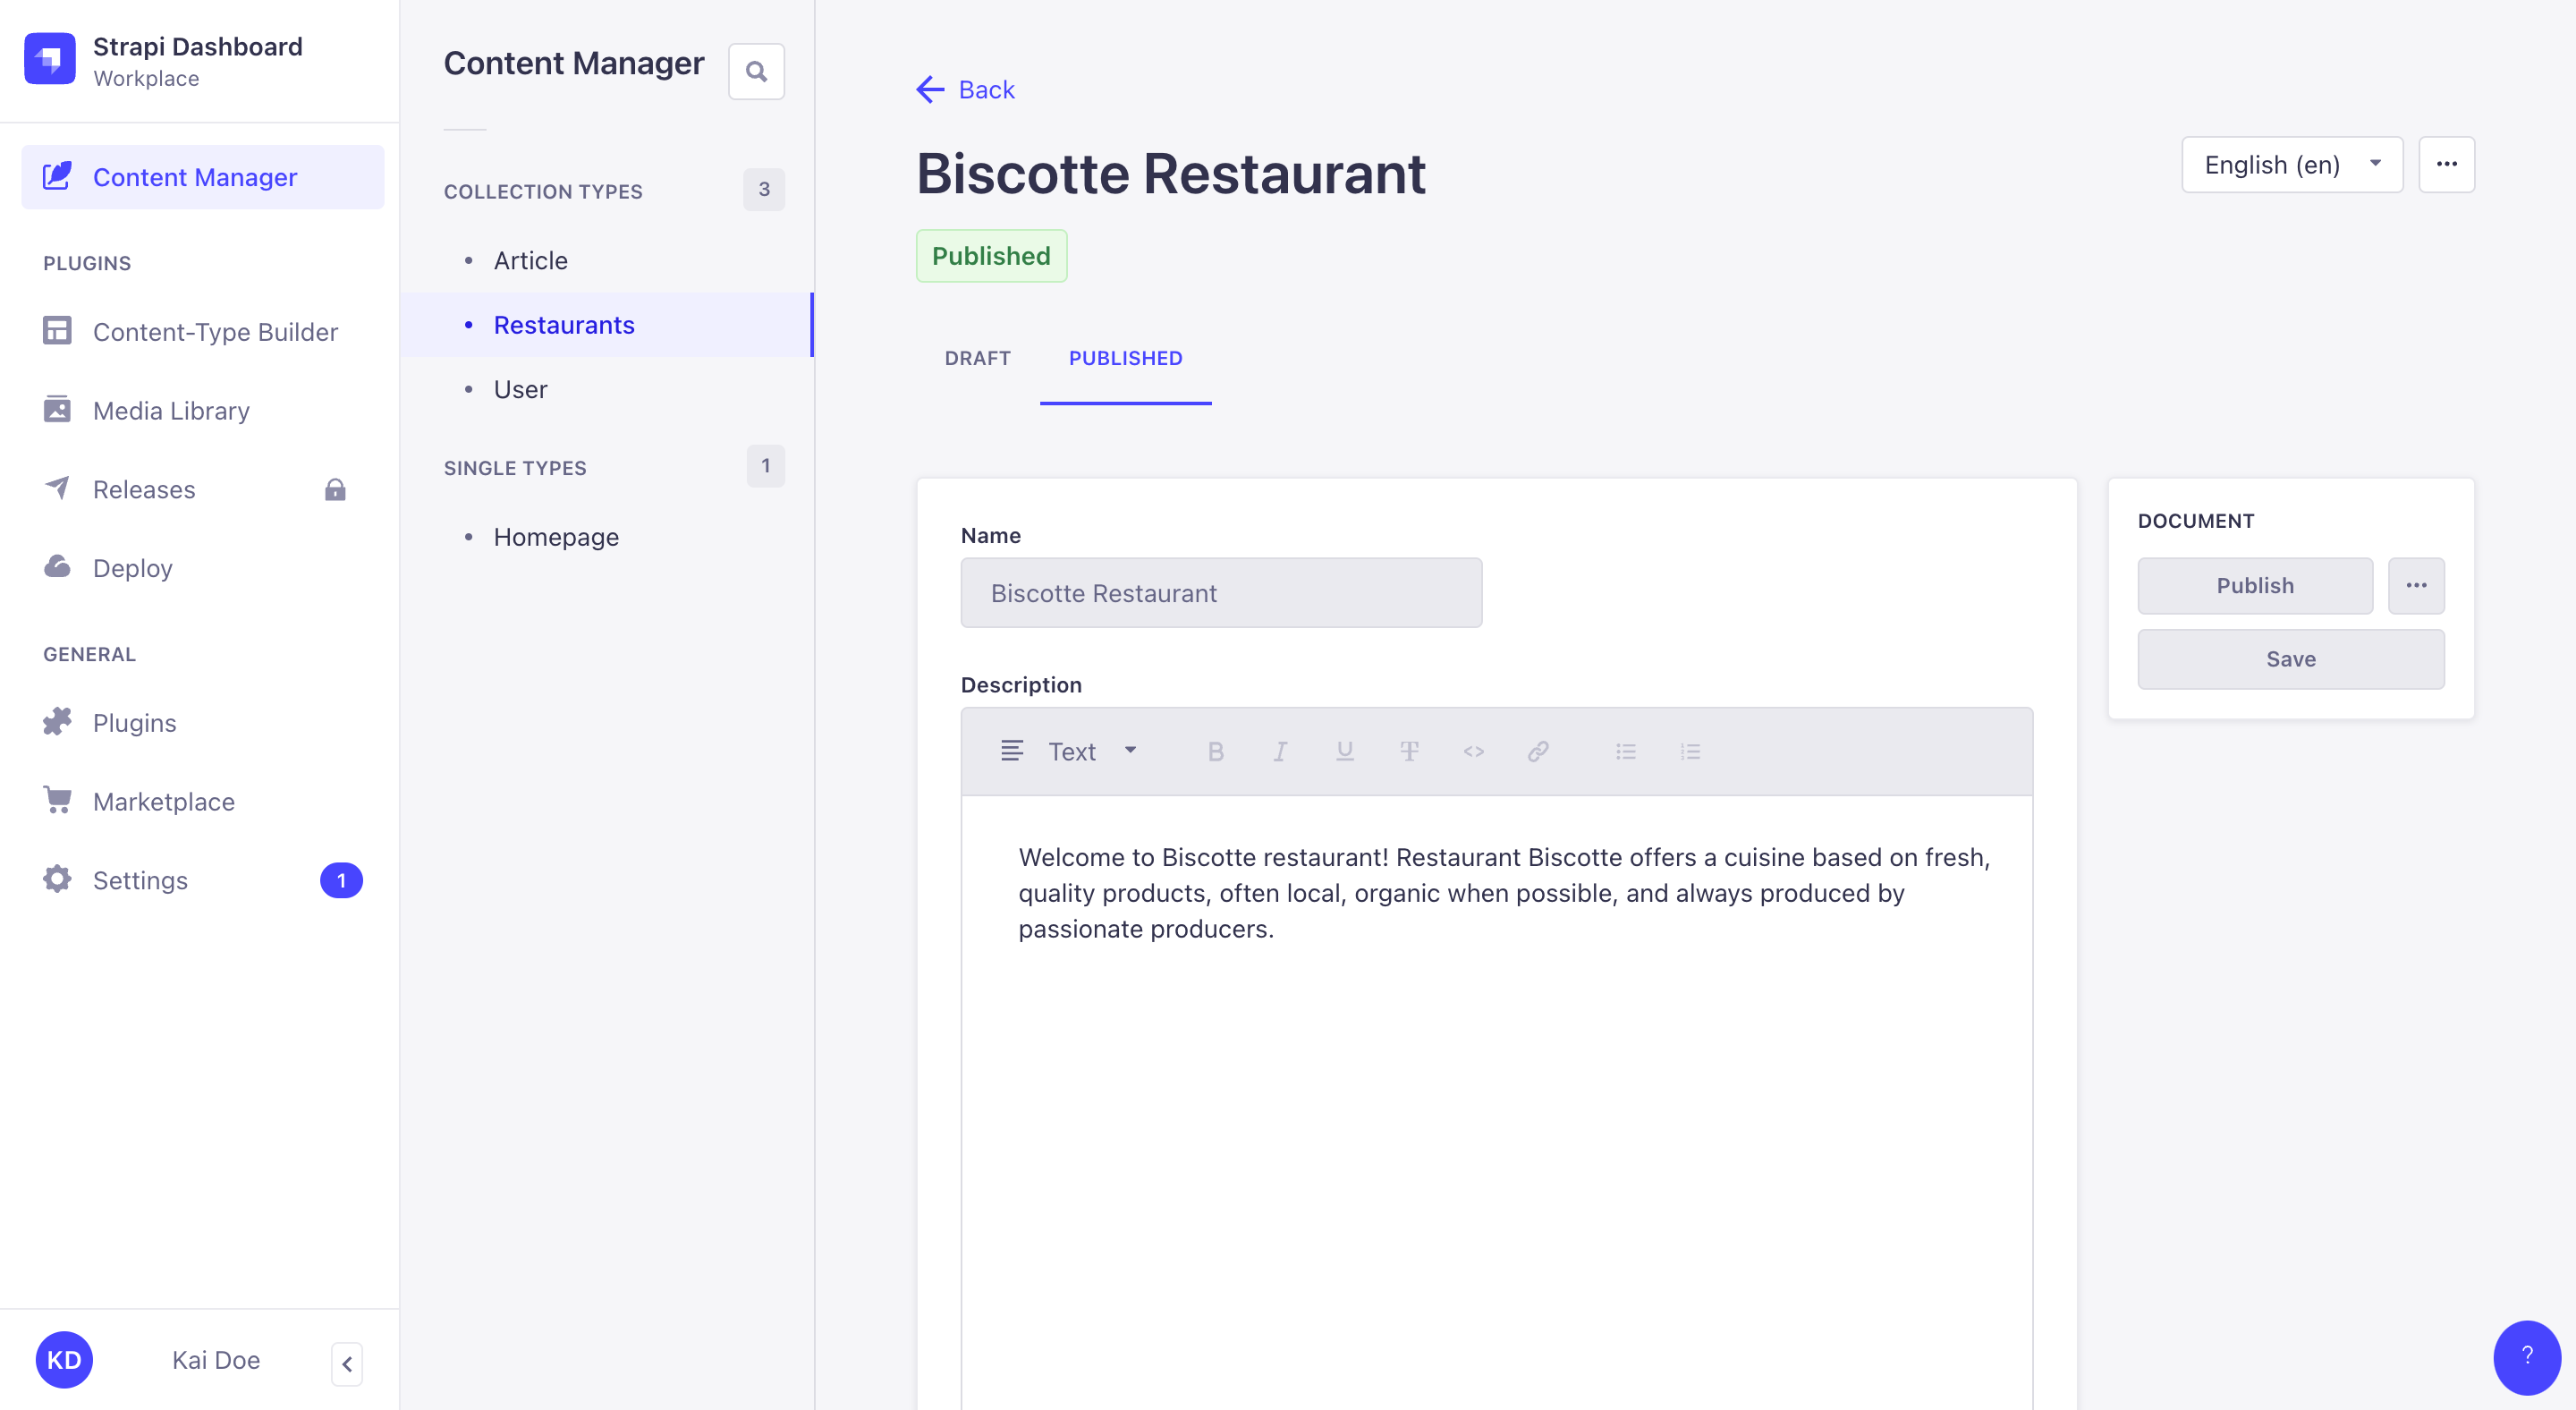 Strapi Dashboard
Workplace
Content Manager
PLUGINS
Content-Type Builder
Media Library
Releases
Deploy
GENERAL
Plugins
Marketplace
Settings
1
KD
Kai Doe
Content Manager
COLLECTION TYPES
3
Article
Restaurants
User
SINGLE TYPES
1
Homepage
Back
Biscotte Restaurant
English (en)
Published
DRAFT
PUBLISHED
Name
Biscotte Restaurant
Description
Text
Welcome to Biscotte restaurant! Restaurant Biscotte offers a cuisine based on fresh,
quality products, often local, organic when possible, and always produced by
passionate producers.
DOCUMENT
Publish
Save
?